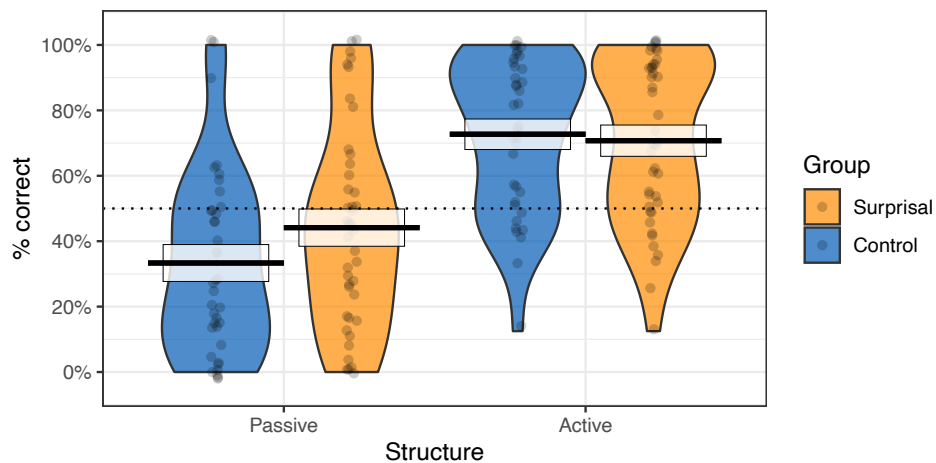 100%
80%
60%
40%
20%
0%
% correct
Passive
Active
Structure
Group
Surprisal
Control